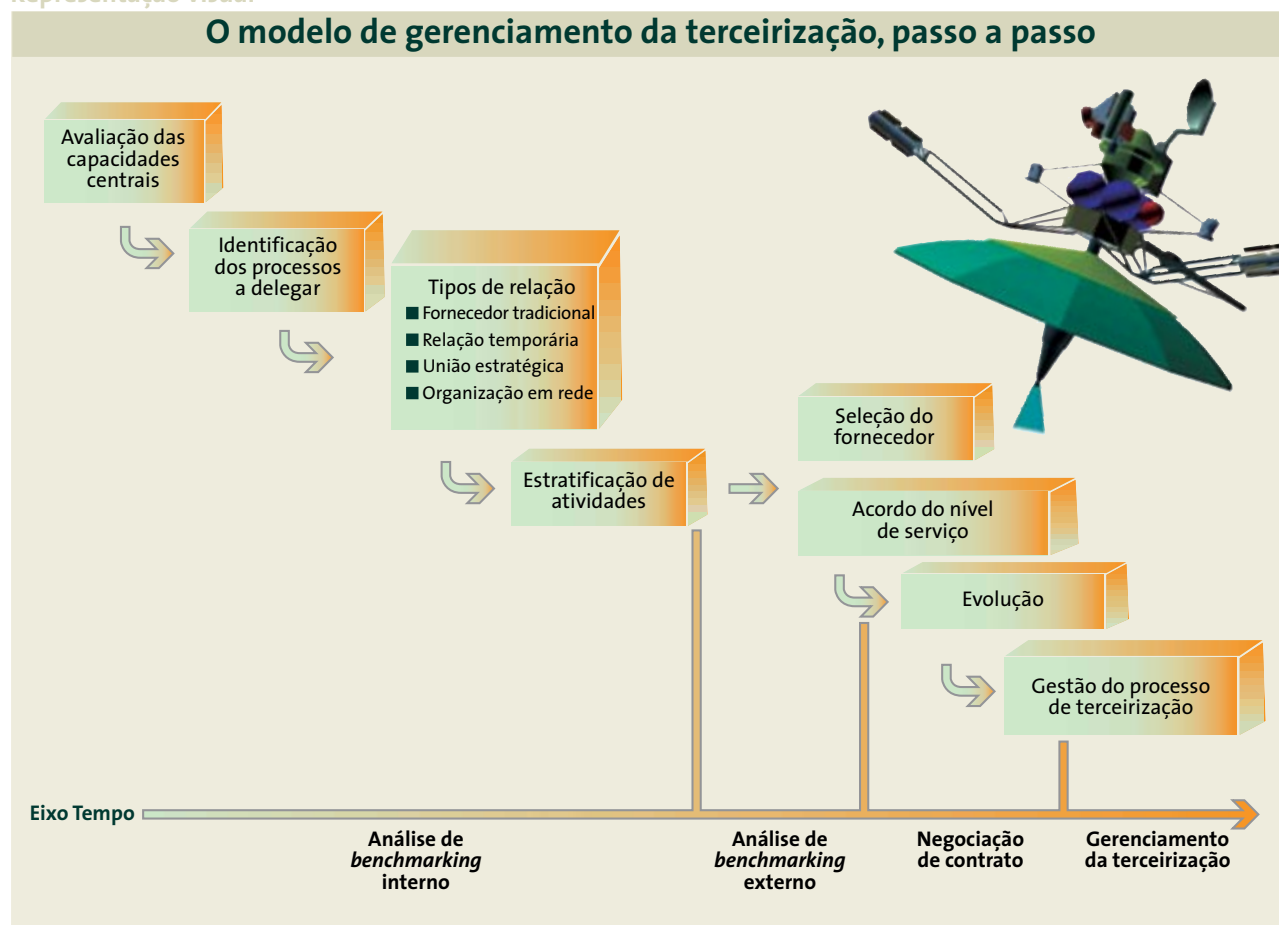 Representação visual
O modelo de gerenciamento da terceirização, passo a passo
Avaliação das
capacidades
centrais
Identificação
dos processos
a delegar
Tipos de relação
■ Fornecedor tradicional
■ Relação temporária
■ União estratégica
■ Organização em rede
Estratificação de
atividades
Seleção do
fornecedor
Acordo do nível
de serviço
Evolução
Gestão do processo
de terceirização
Eixo Tempo
Análise de
benchmarking
interno
Análise de
benchmarking
externo
Negociação
de contrato
Gerenciamento
da terceirização